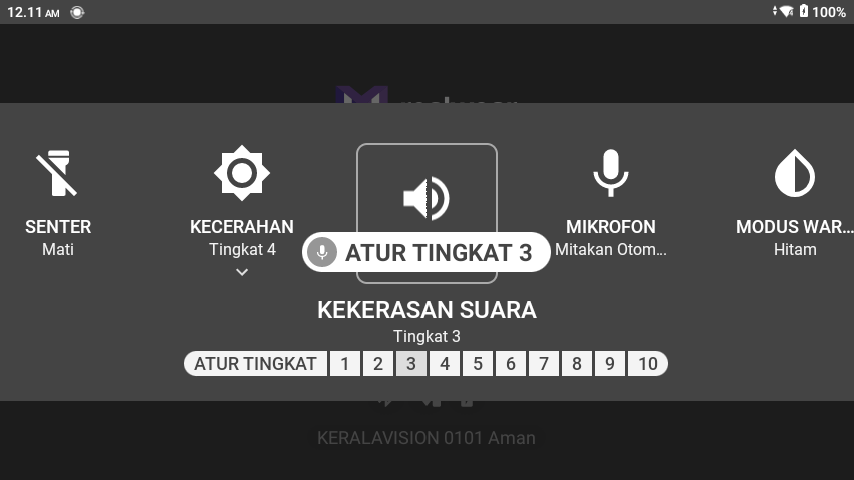 12.11 AM
100%
SENTER
Mati
KECERAHAN
Tingkat 4
ATUR TINGKAT 3
MIKROFON
Mitakan Otom...
MODUS WAR...
Hitam
KEKERASAN SUARA
Tingkat 3
ATUR TINGKAT 1 2 3 4 5 6 7 8 9 10
KERALAVISION 0101 Aman